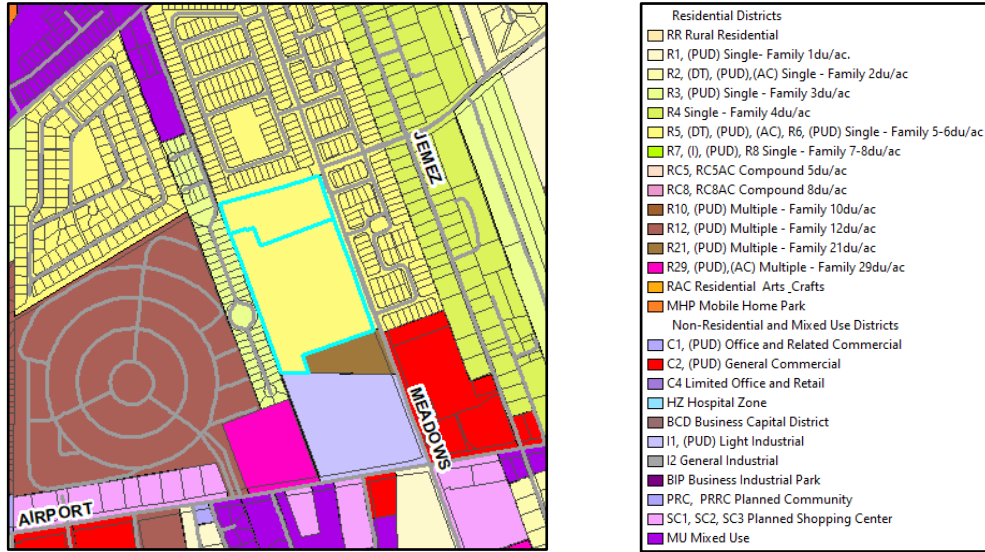 JEMEZ
MEADOWS
AIRPORT
Residential Districts
RR Rural Residential
R1, (PUD) Single- Family 1du/ac.
R2, (DT), (PUD),(AC) Single - Family 2du/ac
R3, (PUD) Single - Family 3du/ac
R4 Single - Family 4du/ac
R5, (DT), (PUD), (AC), R6, (PUD) Single - Family 5-6du/ac
R7, (I), (PUD), R8 Single - Family 7-8du/ac
RC5, RC5AC Compound 5du/ac
RC8, RC8AC Compound 8du/ac
R10, (PUD) Multiple - Family 10du/ac
R12, (PUD) Multiple - Family 12du/ac
R21, (PUD) Multiple - Family 21du/ac
R29, (PUD),(AC) Multiple - Family 29du/ac
RAC Residential Arts_Crafts
MHP Mobile Home Park
Non-Residential and Mixed Use Districts
C1, (PUD) Office and Related Commercial
C2, (PUD) General Commercial
C4 Limited Office and Retail
HZ Hospital Zone
BCD Business Capital District
I1, (PUD) Light Industrial
I2 General Industrial
BIP Business Industrial Park
PRC, PRRC Planned Community
SC1, SC2, SC3 Planned Shopping Center
MU Mixed Use